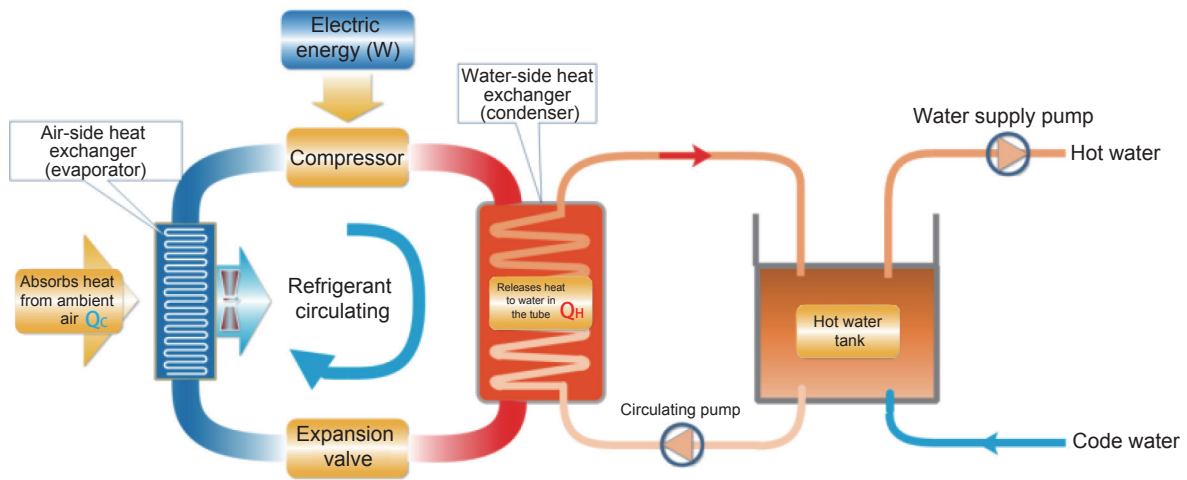 Electric
energy (W)
Water-side heat
exchanger
(condenser)
Air-side heat
exchanger
(evaporator)
Compressor
Water supply pump
Hot water
Absorbs heat
from ambient
air QC
Refrigerant
circulating
Releases heat
to water in
the tube QH
Hot water
tank
Circulating pump
Expansion
valve
Code water